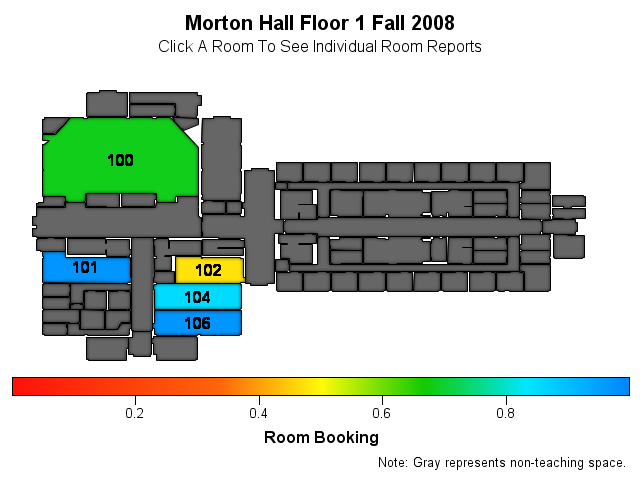 Morton Hall Floor 1 Fall 2008
Click A Room To See Individual Room Reports
100
101
102
104
106
0.2 0.4 0.6 0.8
Room Booking
Note: Gray represents non-teaching space.